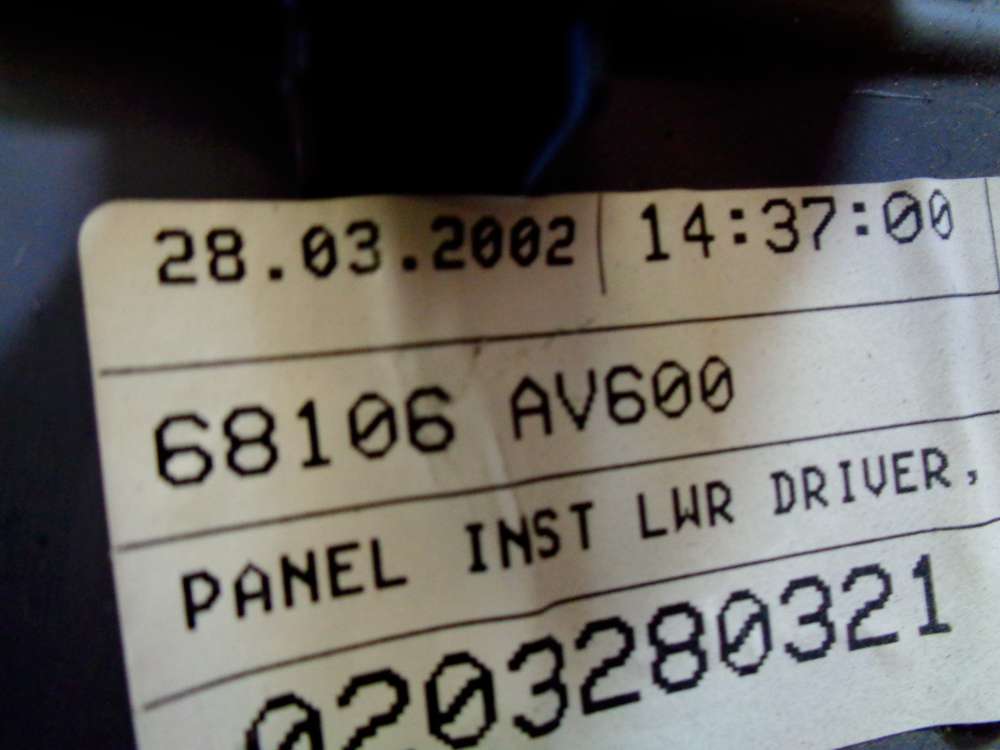 28.03.2002 14:37:00
68106 AV600
PANEL INST LWR DRIVER,
0203280321